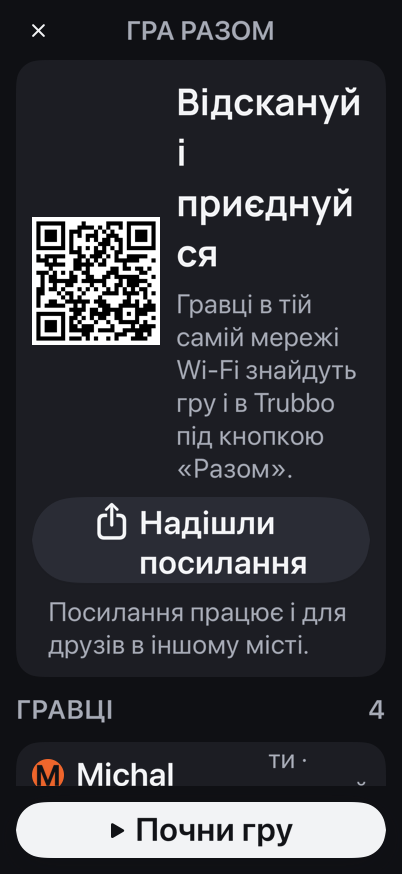 ГРА РАЗОМ
Відскануй
і
приєднуй
ся
Гравці в тій
самій мережі
Wi-Fi знайдуть
гру і в Trubbo
під кнопкою
«Разом».
Надішли
посилання
Посилання працює і для
друзів в іншому місті.
ГРАВЦІ 4
ти ·
M Michal
Почни гру